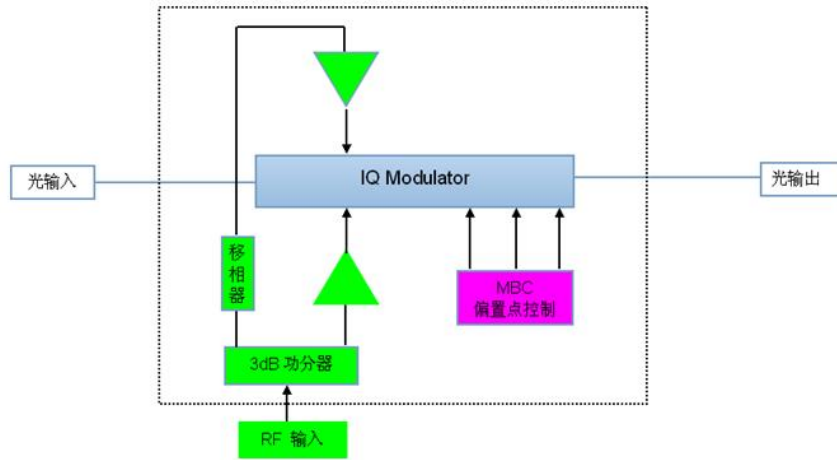 IQ Modulator
光输入
光输出
移
相
器
MBC
偏置点控制
3dB 功分器
RF 输入